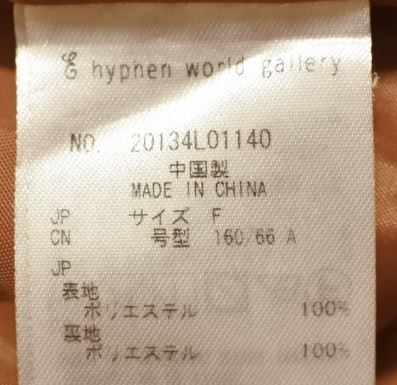 E hyphen world gallery
NO. 20134L01140
中国製
MADE IN CHINA
JP サイズ F
CN 号型 160/66 A
JP
表地
ポリエステル 100%
裏地
ポリエステル 100%